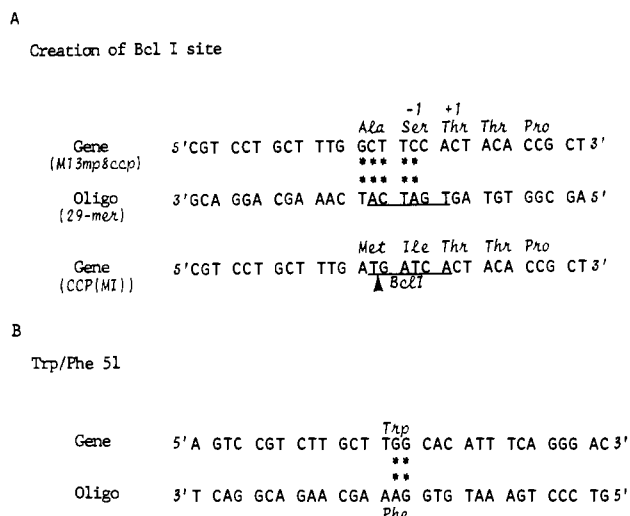 A
Creation of Bcl I site
-1 +1
Ala Ser Thr Thr Pro
Gene 5'CGT CCT GCT TTG GCT TCC ACT ACA CCG CT3'
(M13mp8ccp)
*** **
*** **
Oligo 3'GCA GGA CGA AAC TAC TAG TGA TGT GGC GA5'
(29-mer)
Met Ile Thr Thr Pro
Gene 5'CGT CCT GCT TTG ATG ATC ACT ACA CCG CT3'
(CCP(MI))
BclI
B
Trp/Phe 51
Trp
Gene 5'A GTC CGT CTT GCT TGG CAC ATT TCA GGG AC3'
**
**
Oligo 3'T CAG GCA GAA CGA AAG GTG TAA AGT CCC TG5'
Phe